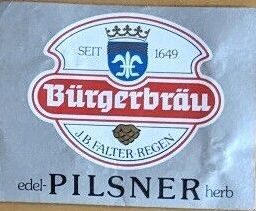 SEIT 1649
Bürgerbräu
J.B. FALTER-REGEN
edel-PILSNER herb